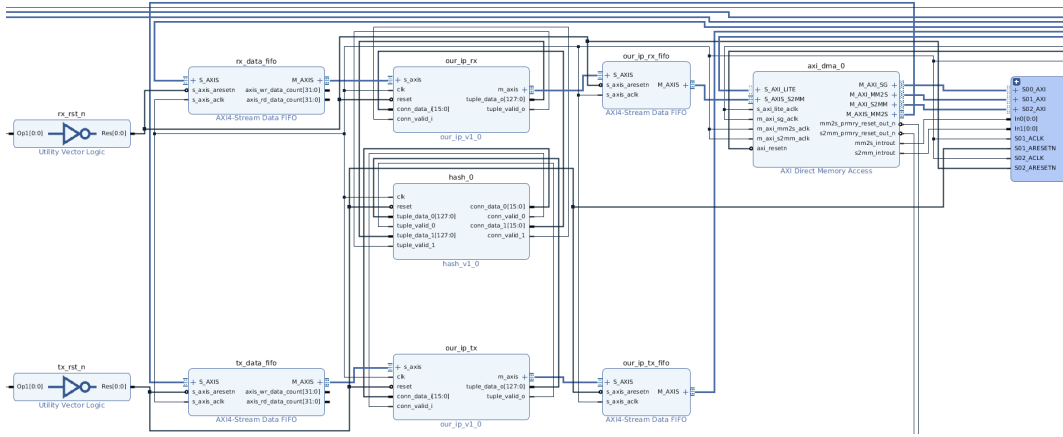 rx_rst_n
Op1[0:0]
Res[0:0]
Utility Vector Logic
rx_data_fifo
S_AXIS
s_axis_aresetn
s_axis_aclk
M_AXIS
axis_wr_data_count[31:0]
axis_rd_data_count[31:0]
AXI4-Stream Data FIFO
our_ip_rx
s_axis
clk
reset
conn_data_i[15:0]
conn_valid_i
m_axis
tuple_data_o[127:0]
tuple_valid_o
our_ip_v1_0
our_ip_rx_fifo
S_AXIS
s_axis_aresetn
s_axis_aclk
M_AXIS
AXI4-Stream Data FIFO
axi_dma_0
S_AXI_LITE
S_AXIS_S2MM
s_axi_lite_aclk
m_axi_sg_aclk
m_axi_mm2s_aclk
m_axi_s2mm_aclk
axi_resetn
M_AXI_SG
M_AXI_MM2S
M_AXI_S2MM
M_AXIS_MM2S
mm2s_prmry_reset_out_n
s2mm_prmry_reset_out_n
mm2s_introut
s2mm_introut
AXI Direct Memory Access
S00_AXI
S01_AXI
S02_AXI
In0[0:0]
In1[0:0]
S01_ACLK
S01_ARESETN
S02_ACLK
S02_ARESETN
hash_0
clk
reset
tuple_data_0[127:0]
tuple_valid_0
tuple_data_1[127:0]
tuple_valid_1
conn_data_0[15:0]
conn_valid_0
conn_data_1[15:0]
conn_valid_1
hash_v1_0
tx_rst_n
Op1[0:0]
Res[0:0]
Utility Vector Logic
tx_data_fifo
S_AXIS
s_axis_aresetn
s_axis_aclk
M_AXIS
axis_wr_data_count[31:0]
axis_rd_data_count[31:0]
AXI4-Stream Data FIFO
our_ip_tx
s_axis
clk
reset
conn_data_i[15:0]
conn_valid_i
m_axis
tuple_data_o[127:0]
tuple_valid_o
our_ip_v1_0
our_ip_tx_fifo
S_AXIS
s_axis_aresetn
s_axis_aclk
M_AXIS
AXI4-Stream Data FIFO